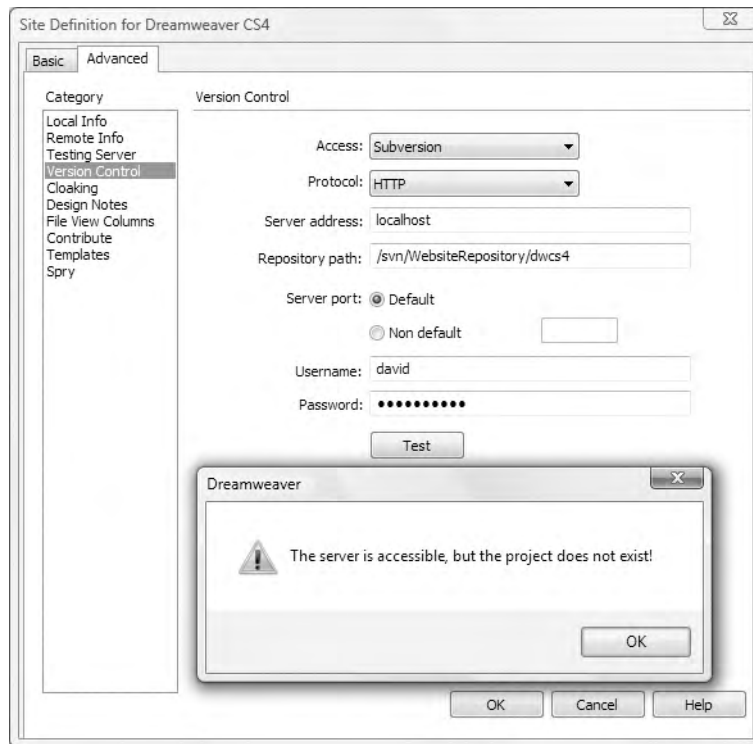 Site Definition for Dreamweaver CS4
Basic
Advanced
Category
Version Control
Local Info
Remote Info
Testing Server
Version Control
Cloaking
Design Notes
File View Columns
Contribute
Templates
Spry
Access: Subversion
Protocol: HTTP
Server address: localhost
Repository path: /svn/WebsiteRepository/dwcs4
Server port: Default
Non default
Username: david
Password: ••••••••••
Test
Dreamweaver
The server is accessible, but the project does not exist!
OK
OK
Cancel
Help